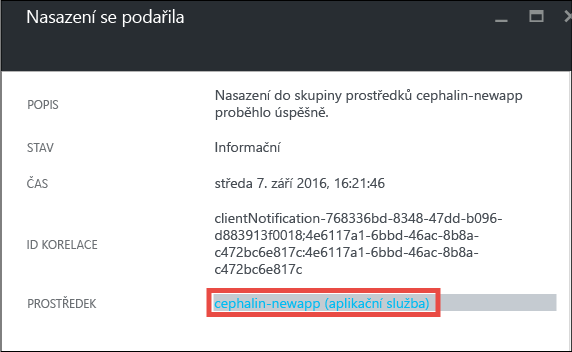 Nasazení se podařila
POPIS
Nasazení do skupiny prostředků cephalin-newapp
proběhlo úspěšně.
STAV
Informační
ČAS
středa 7. září 2016, 16:21:46
ID KORELACE
clientNotification-768336bd-8348-47dd-b096-
d883913f0018;4e6117a1-6bbd-46ac-8b8a-
c472bc6e817c:4e6117a1-6bbd-46ac-8b8a-
c472bc6e817c
PROSTŘEDEK
cephalin-newapp (aplikační služba)